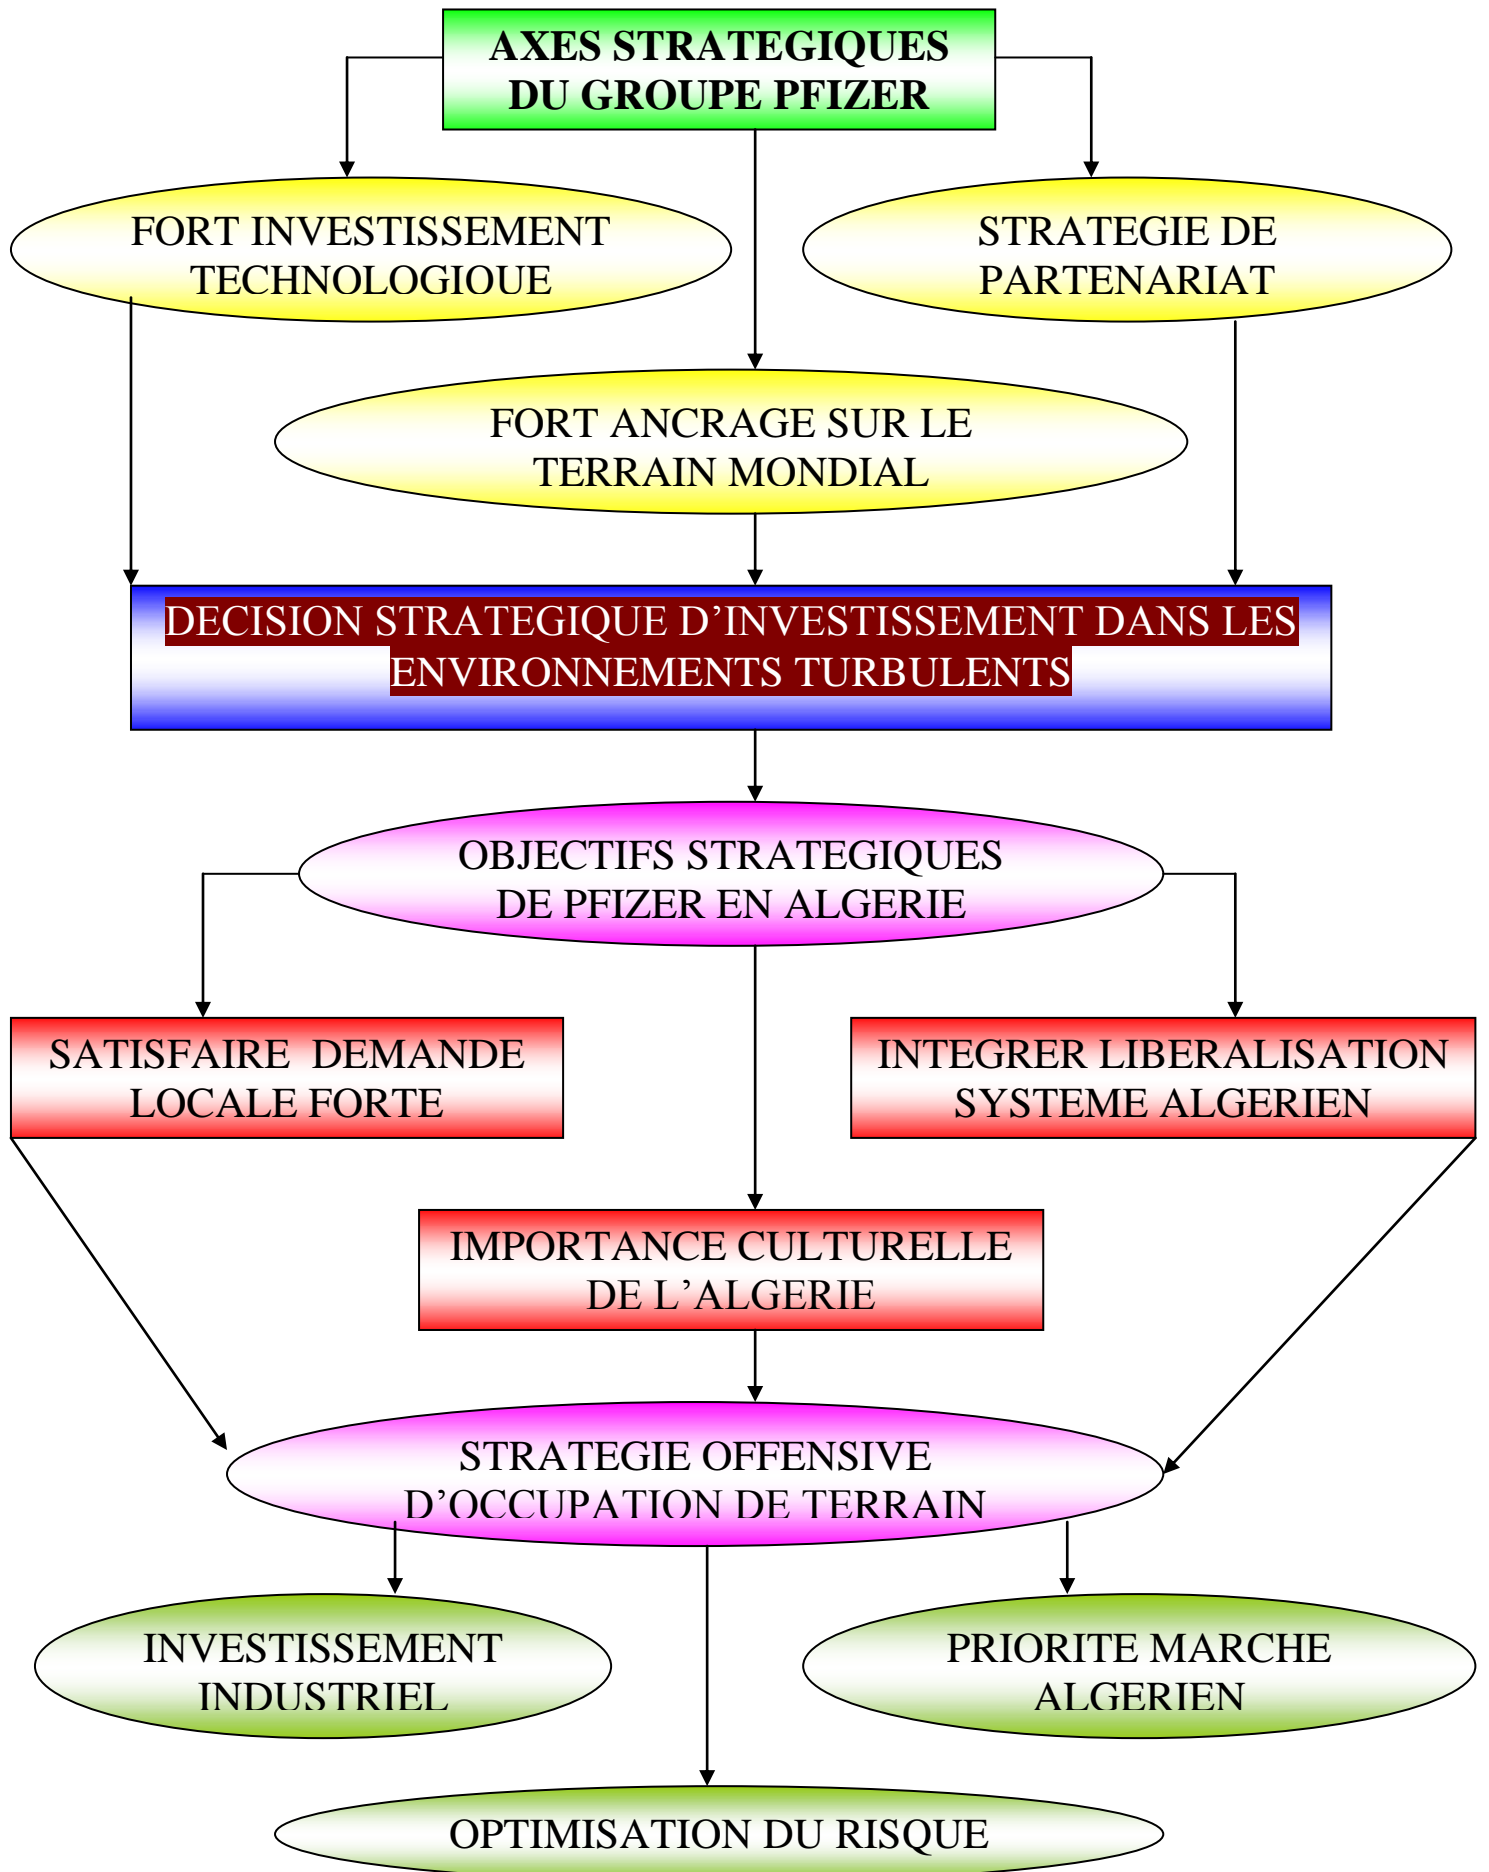 AXES STRATEGIQUES
DU GROUPE PFIZER
FORT INVESTISSEMENT
TECHNOLOGIQUE
STRATEGIE DE
PARTENARIAT
FORT ANCRAGE SUR LE
TERRAIN MONDIAL
DECISION STRATEGIQUE D’INVESTISSEMENT DANS LES
ENVIRONNEMENTS TURBULENTS
OBJECTIFS STRATEGIQUES
DE PFIZER EN ALGERIE
SATISFAIRE  DEMANDE
LOCALE FORTE
INTEGRER LIBERALISATION
SYSTEME ALGERIEN
IMPORTANCE CULTURELLE
DE L’ALGERIE
STRATEGIE OFFENSIVE
D’OCCUPATION DE TERRAIN
INVESTISSEMENT
INDUSTRIEL
PRIORITE MARCHE
ALGERIEN
OPTIMISATION DU RISQUE